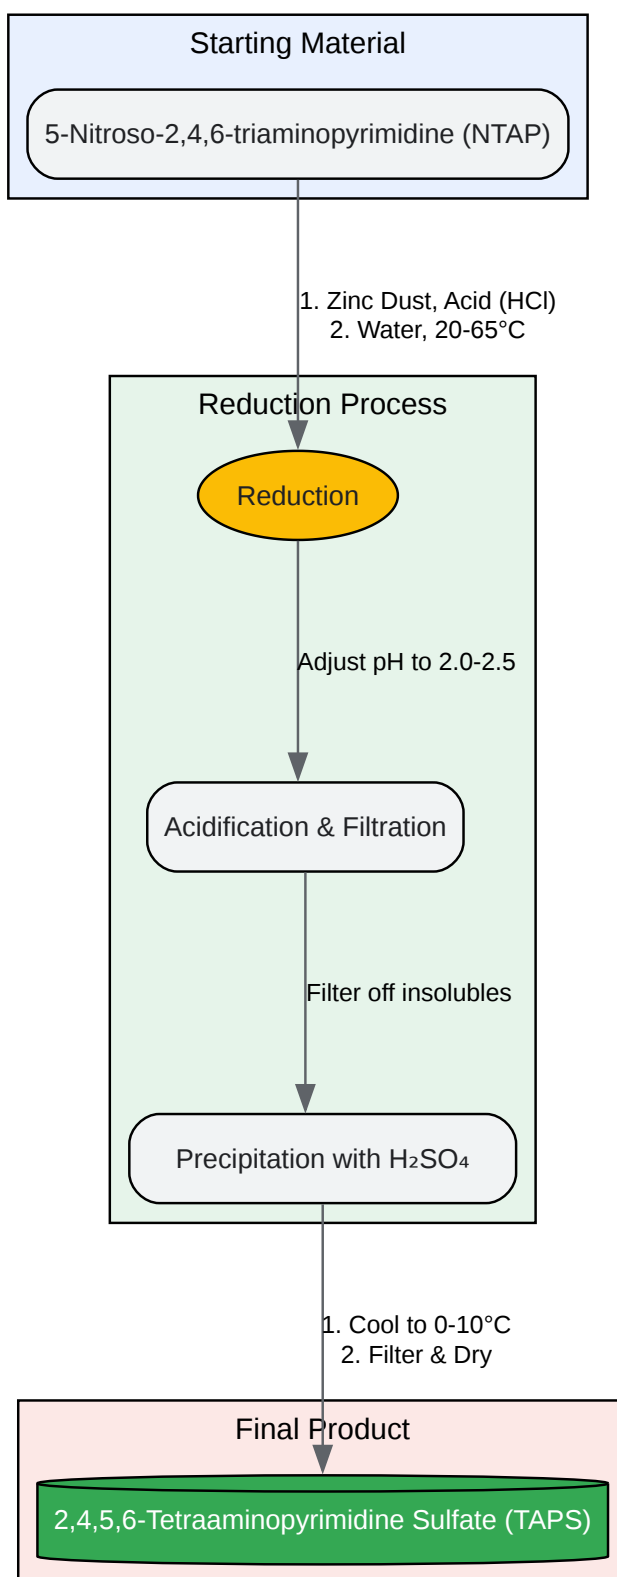 Starting Material
5-Nitroso-2,4,6-triaminopyrimidine (NTAP)
1. Zinc Dust, Acid (HCl)
2. Water, 20-65°C
Reduction Process
Reduction
Adjust pH to 2.0-2.5
Acidification & Filtration
Filter off insolubles
Precipitation with H₂SO₄
1. Cool to 0-10°C
2. Filter & Dry
Final Product
2,4,5,6-Tetraaminopyrimidine Sulfate (TAPS)